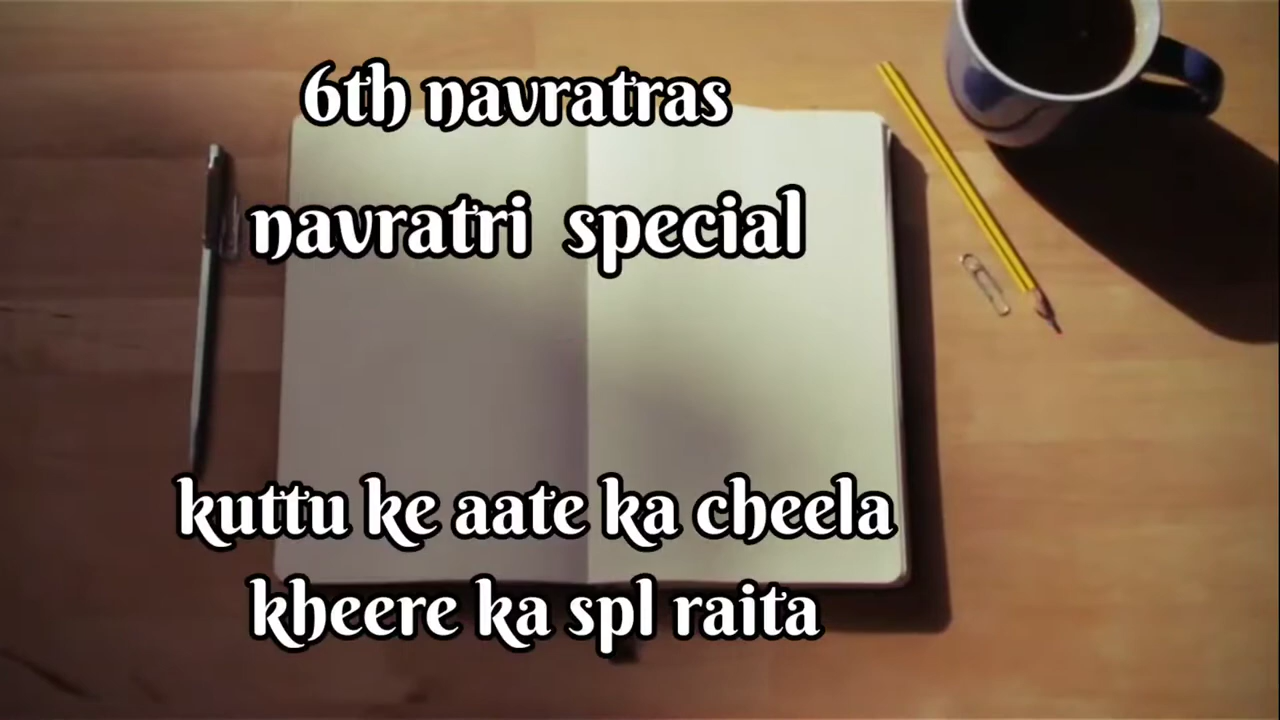 6th navratras
navratri special
kuttu ke aate ka cheela
kheere ka spl raita